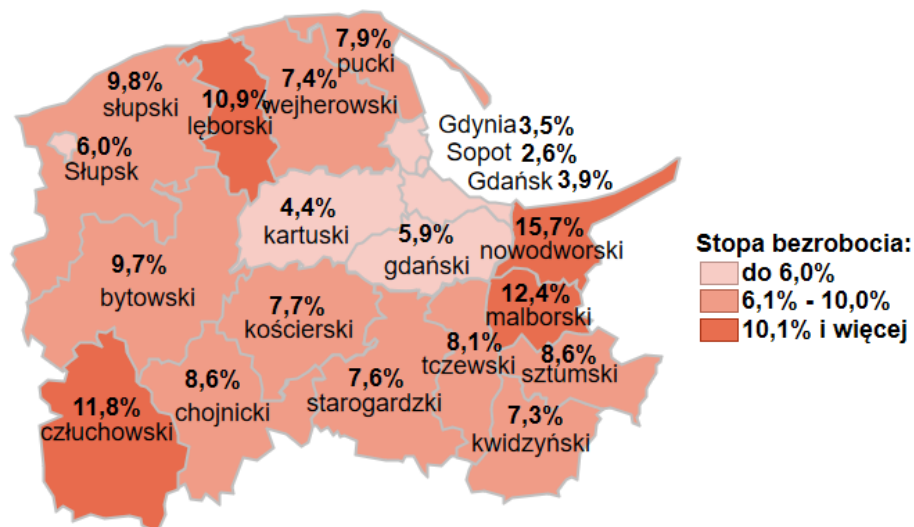 7,9%
pucki
7,4%
wejherowski
9,8%
słupski
10,9%
lęborski
6,0%
Słupsk
Gdynia 3,5%
Sopot 2,6%
Gdańsk 3,9%
4,4%
kartuski
5,9%
gdański
15,7%
nowodworski
9,7%
bytowski
12,4%
malborski
7,7%
kościerski
8,1%
tczewski
8,6%
sztumski
8,6%
chojnicki
7,6%
starogardzki
7,3%
kwidzyński
11,8%
człuchowski
Stopa bezrobocia:
do 6,0%
6,1% - 10,0%
10,1% i więcej